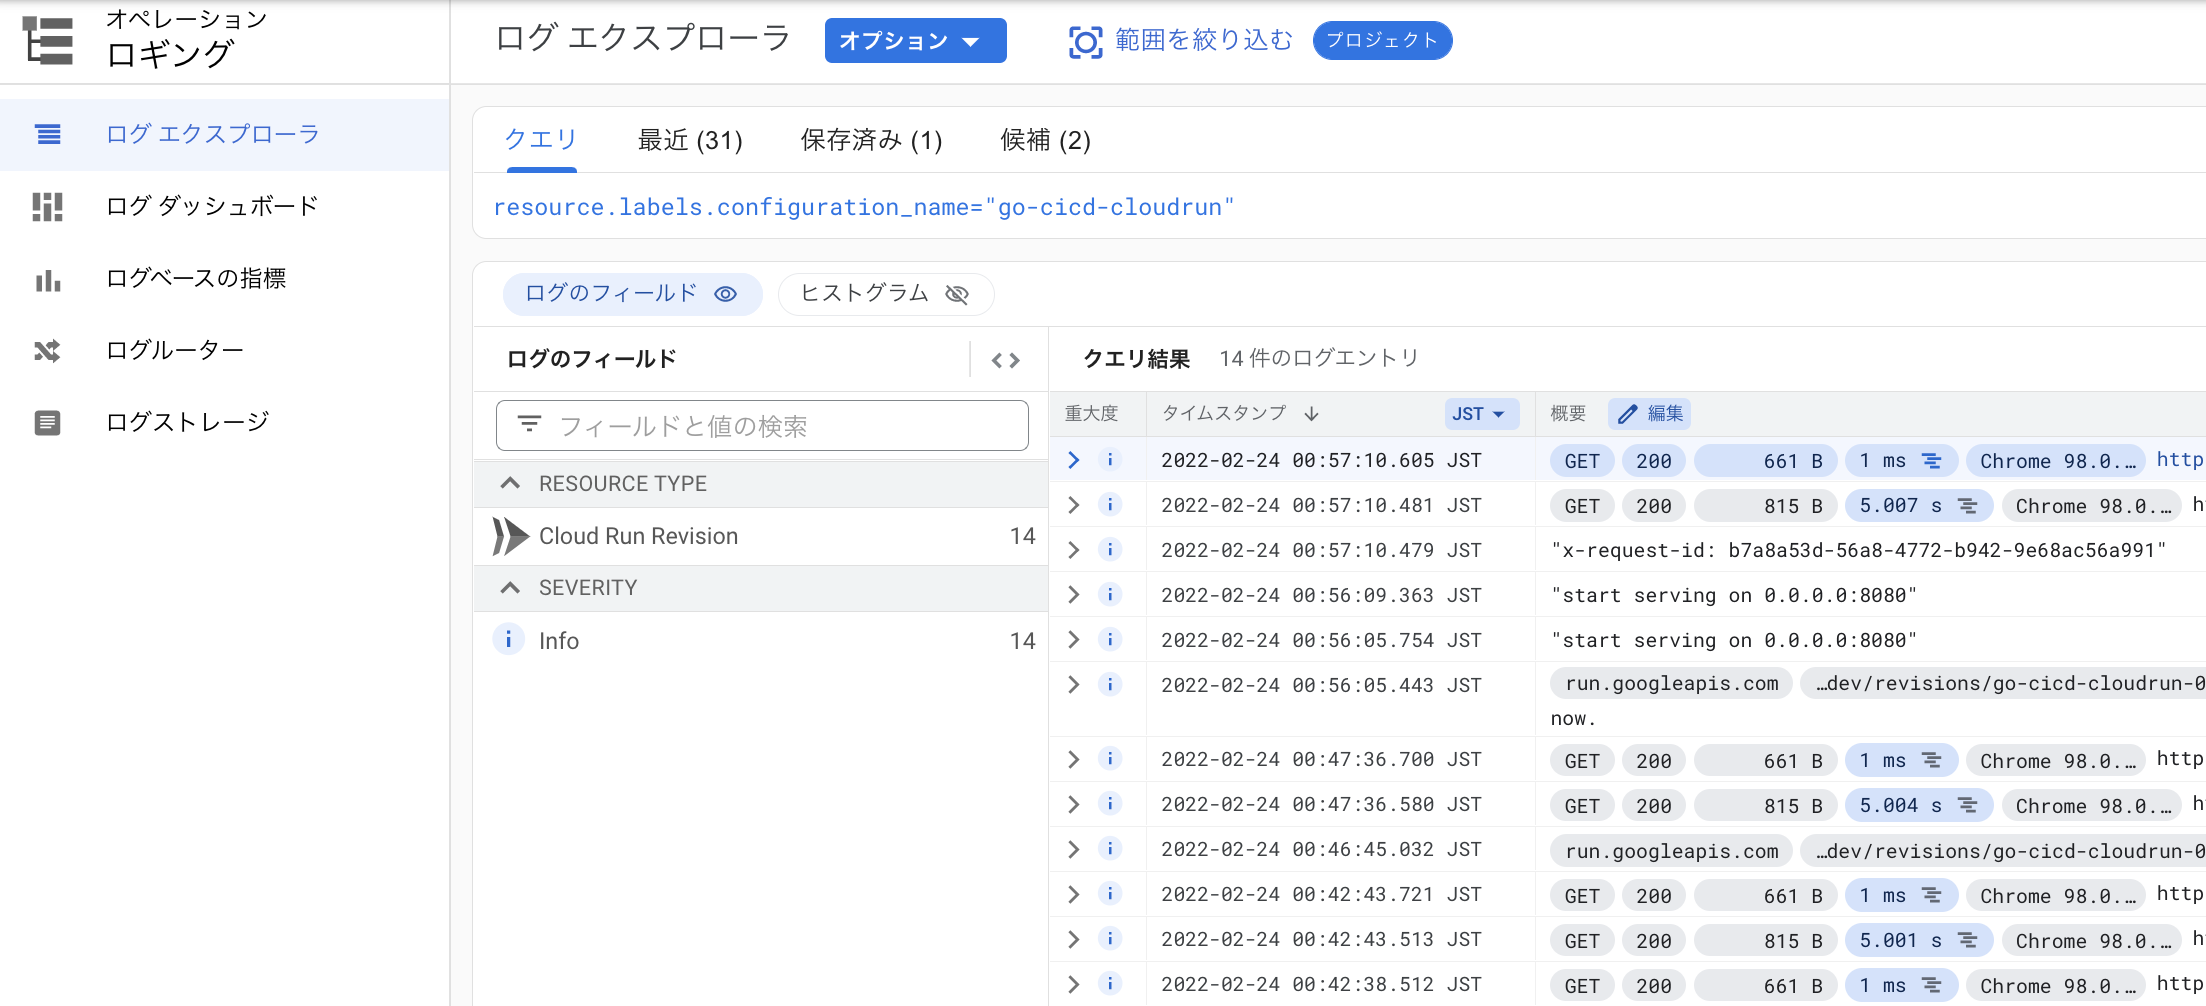 オペレーション
ロギング
ログ エクスプローラ
ログ ダッシュボード
ログベースの指標
ログルーター
ログストレージ
ログ エクスプローラ オプション 範囲を絞り込む プロジェクト
クエリ 最近 (31) 保存済み (1) 候補 (2)
resource.labels.configuration_name="go-cicd-cloudrun"
ログのフィールド ヒストグラム
ログのフィールド
フィールドと値の検索
RESOURCE TYPE
Cloud Run Revision 14
SEVERITY
i Info 14
クエリ結果 14 件のログエントリ
重大度 タイムスタンプ JST 概要 編集
i 2022-02-24 00:57:10.605 JST GET 200 661 B 1 ms Chrome 98.0.… http
i 2022-02-24 00:57:10.481 JST GET 200 815 B 5.007 s Chrome 98.0.… h
i 2022-02-24 00:57:10.479 JST "x-request-id: b7a8a53d-56a8-4772-b942-9e68ac56a991"
i 2022-02-24 00:56:09.363 JST "start serving on 0.0.0.0:8080"
i 2022-02-24 00:56:05.754 JST "start serving on 0.0.0.0:8080"
i 2022-02-24 00:56:05.443 JST run.googleapis.com …dev/revisions/go-cicd-cloudrun-0
now.
i 2022-02-24 00:47:36.700 JST GET 200 661 B 1 ms Chrome 98.0.… http
i 2022-02-24 00:47:36.580 JST GET 200 815 B 5.004 s Chrome 98.0.… h
i 2022-02-24 00:46:45.032 JST run.googleapis.com …dev/revisions/go-cicd-cloudrun-0
i 2022-02-24 00:42:43.721 JST GET 200 661 B 1 ms Chrome 98.0.… http
i 2022-02-24 00:42:43.513 JST GET 200 815 B 5.001 s Chrome 98.0.… h
i 2022-02-24 00:42:38.512 JST GET 200 661 B 1 ms Chrome 98.0.… http